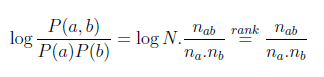 log P(a, b) / P(a)P(b) = log N. n_ab / n_a.n_b rank= n_ab / n_a.n_b